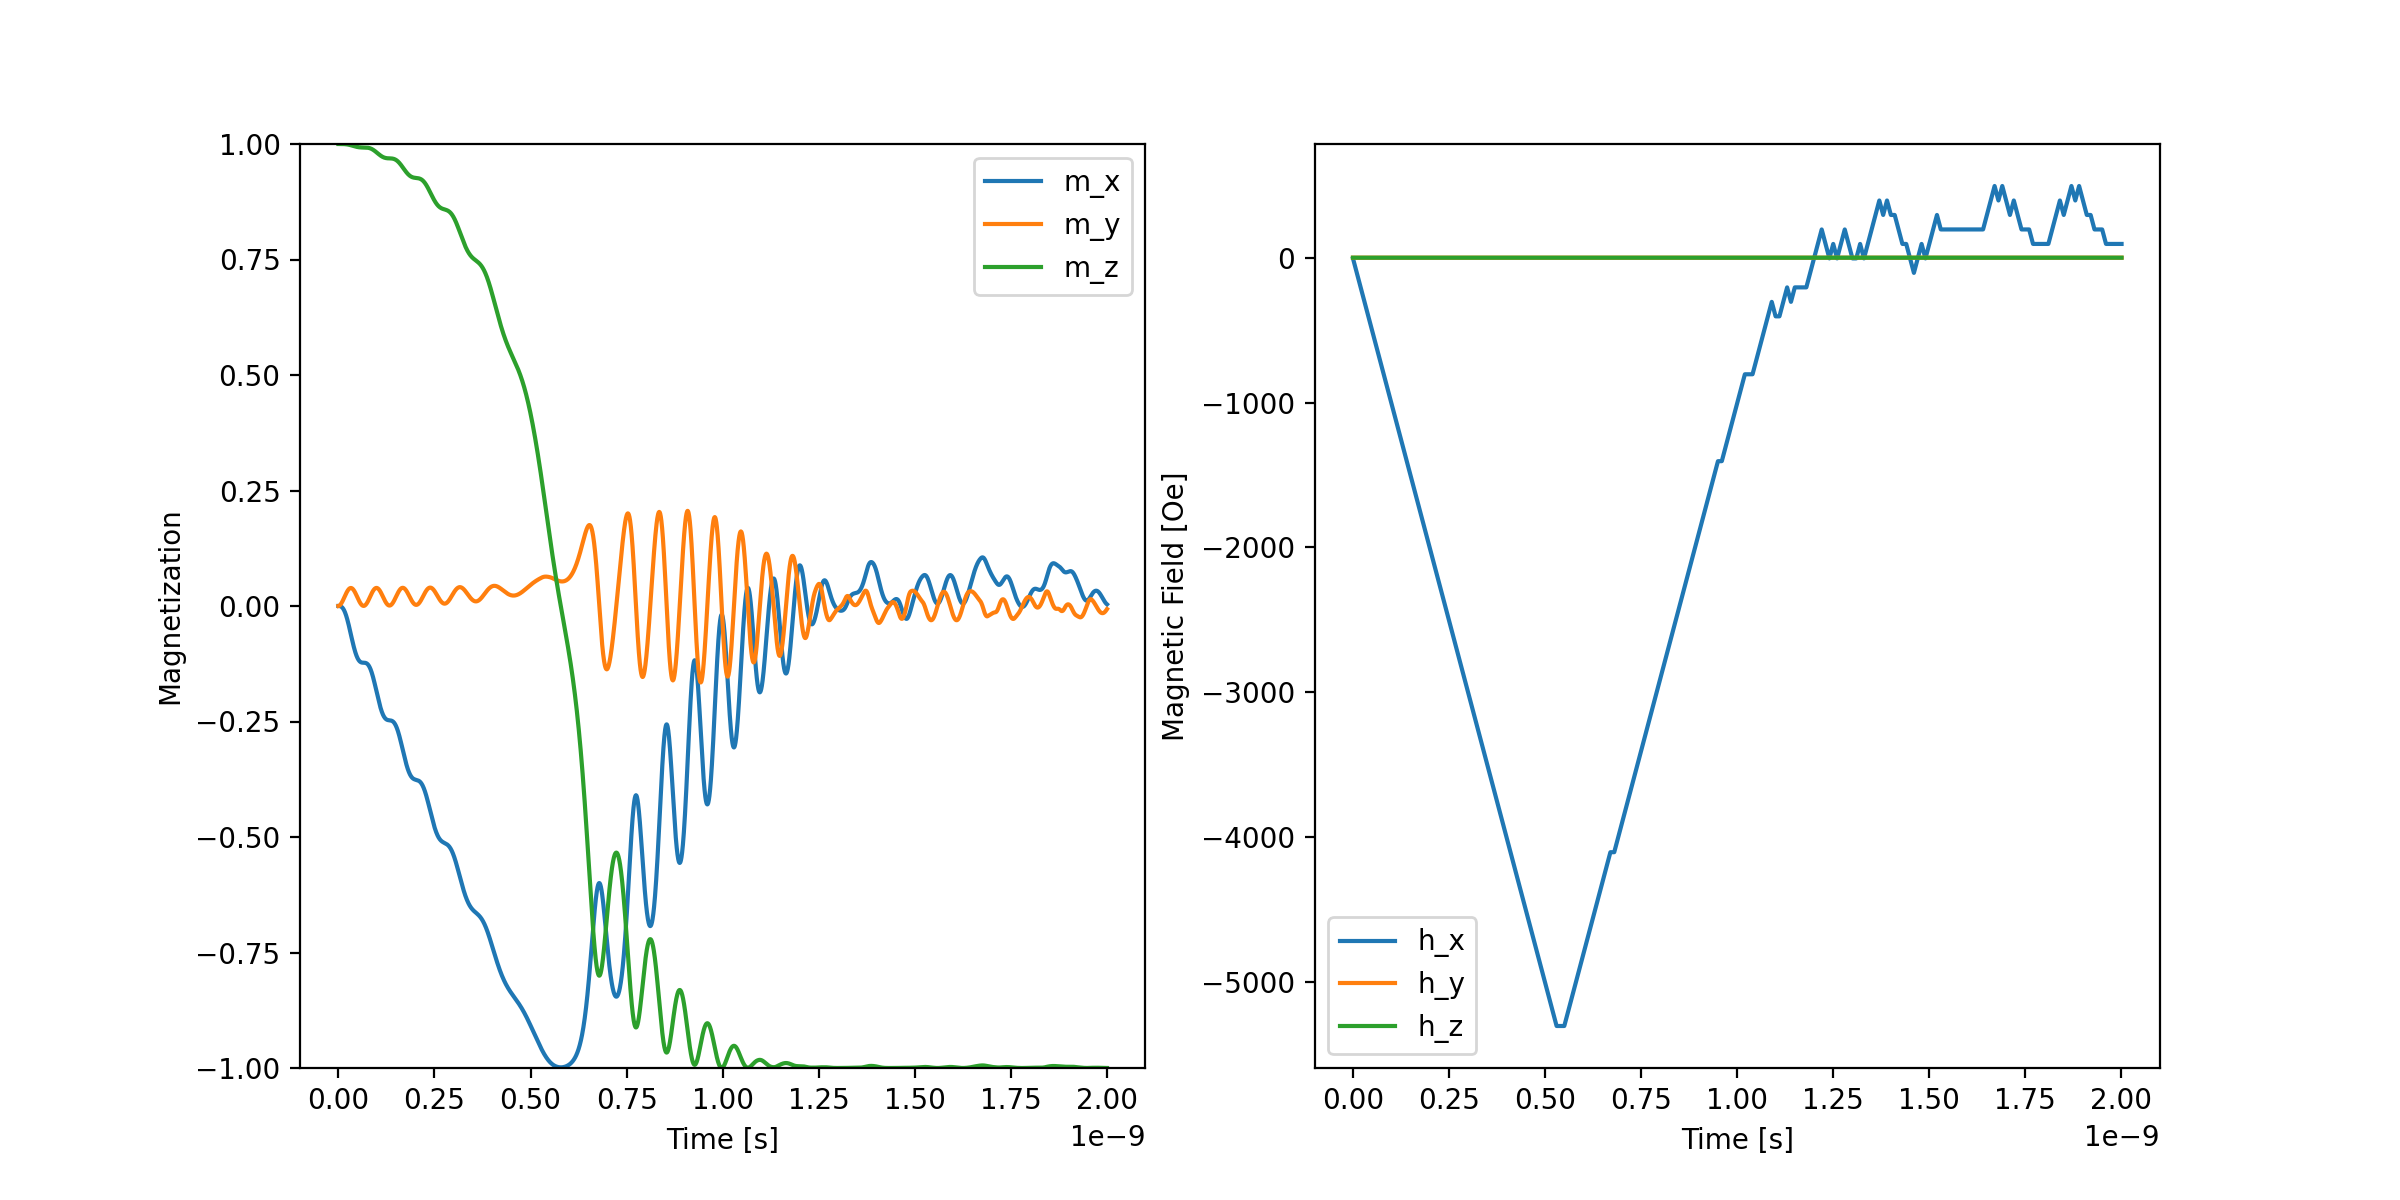 1.00
0.75
0.50
0.25
0.00
−0.25
−0.50
−0.75
−1.00
Magnetization
m_x
m_y
m_z
0.00 0.25 0.50 0.75 1.00 1.25 1.50 1.75 2.00
Time [s]
1e−9
0
−1000
−2000
−3000
−4000
−5000
Magnetic Field [Oe]
h_x
h_y
h_z
0.00 0.25 0.50 0.75 1.00 1.25 1.50 1.75 2.00
Time [s]
1e−9